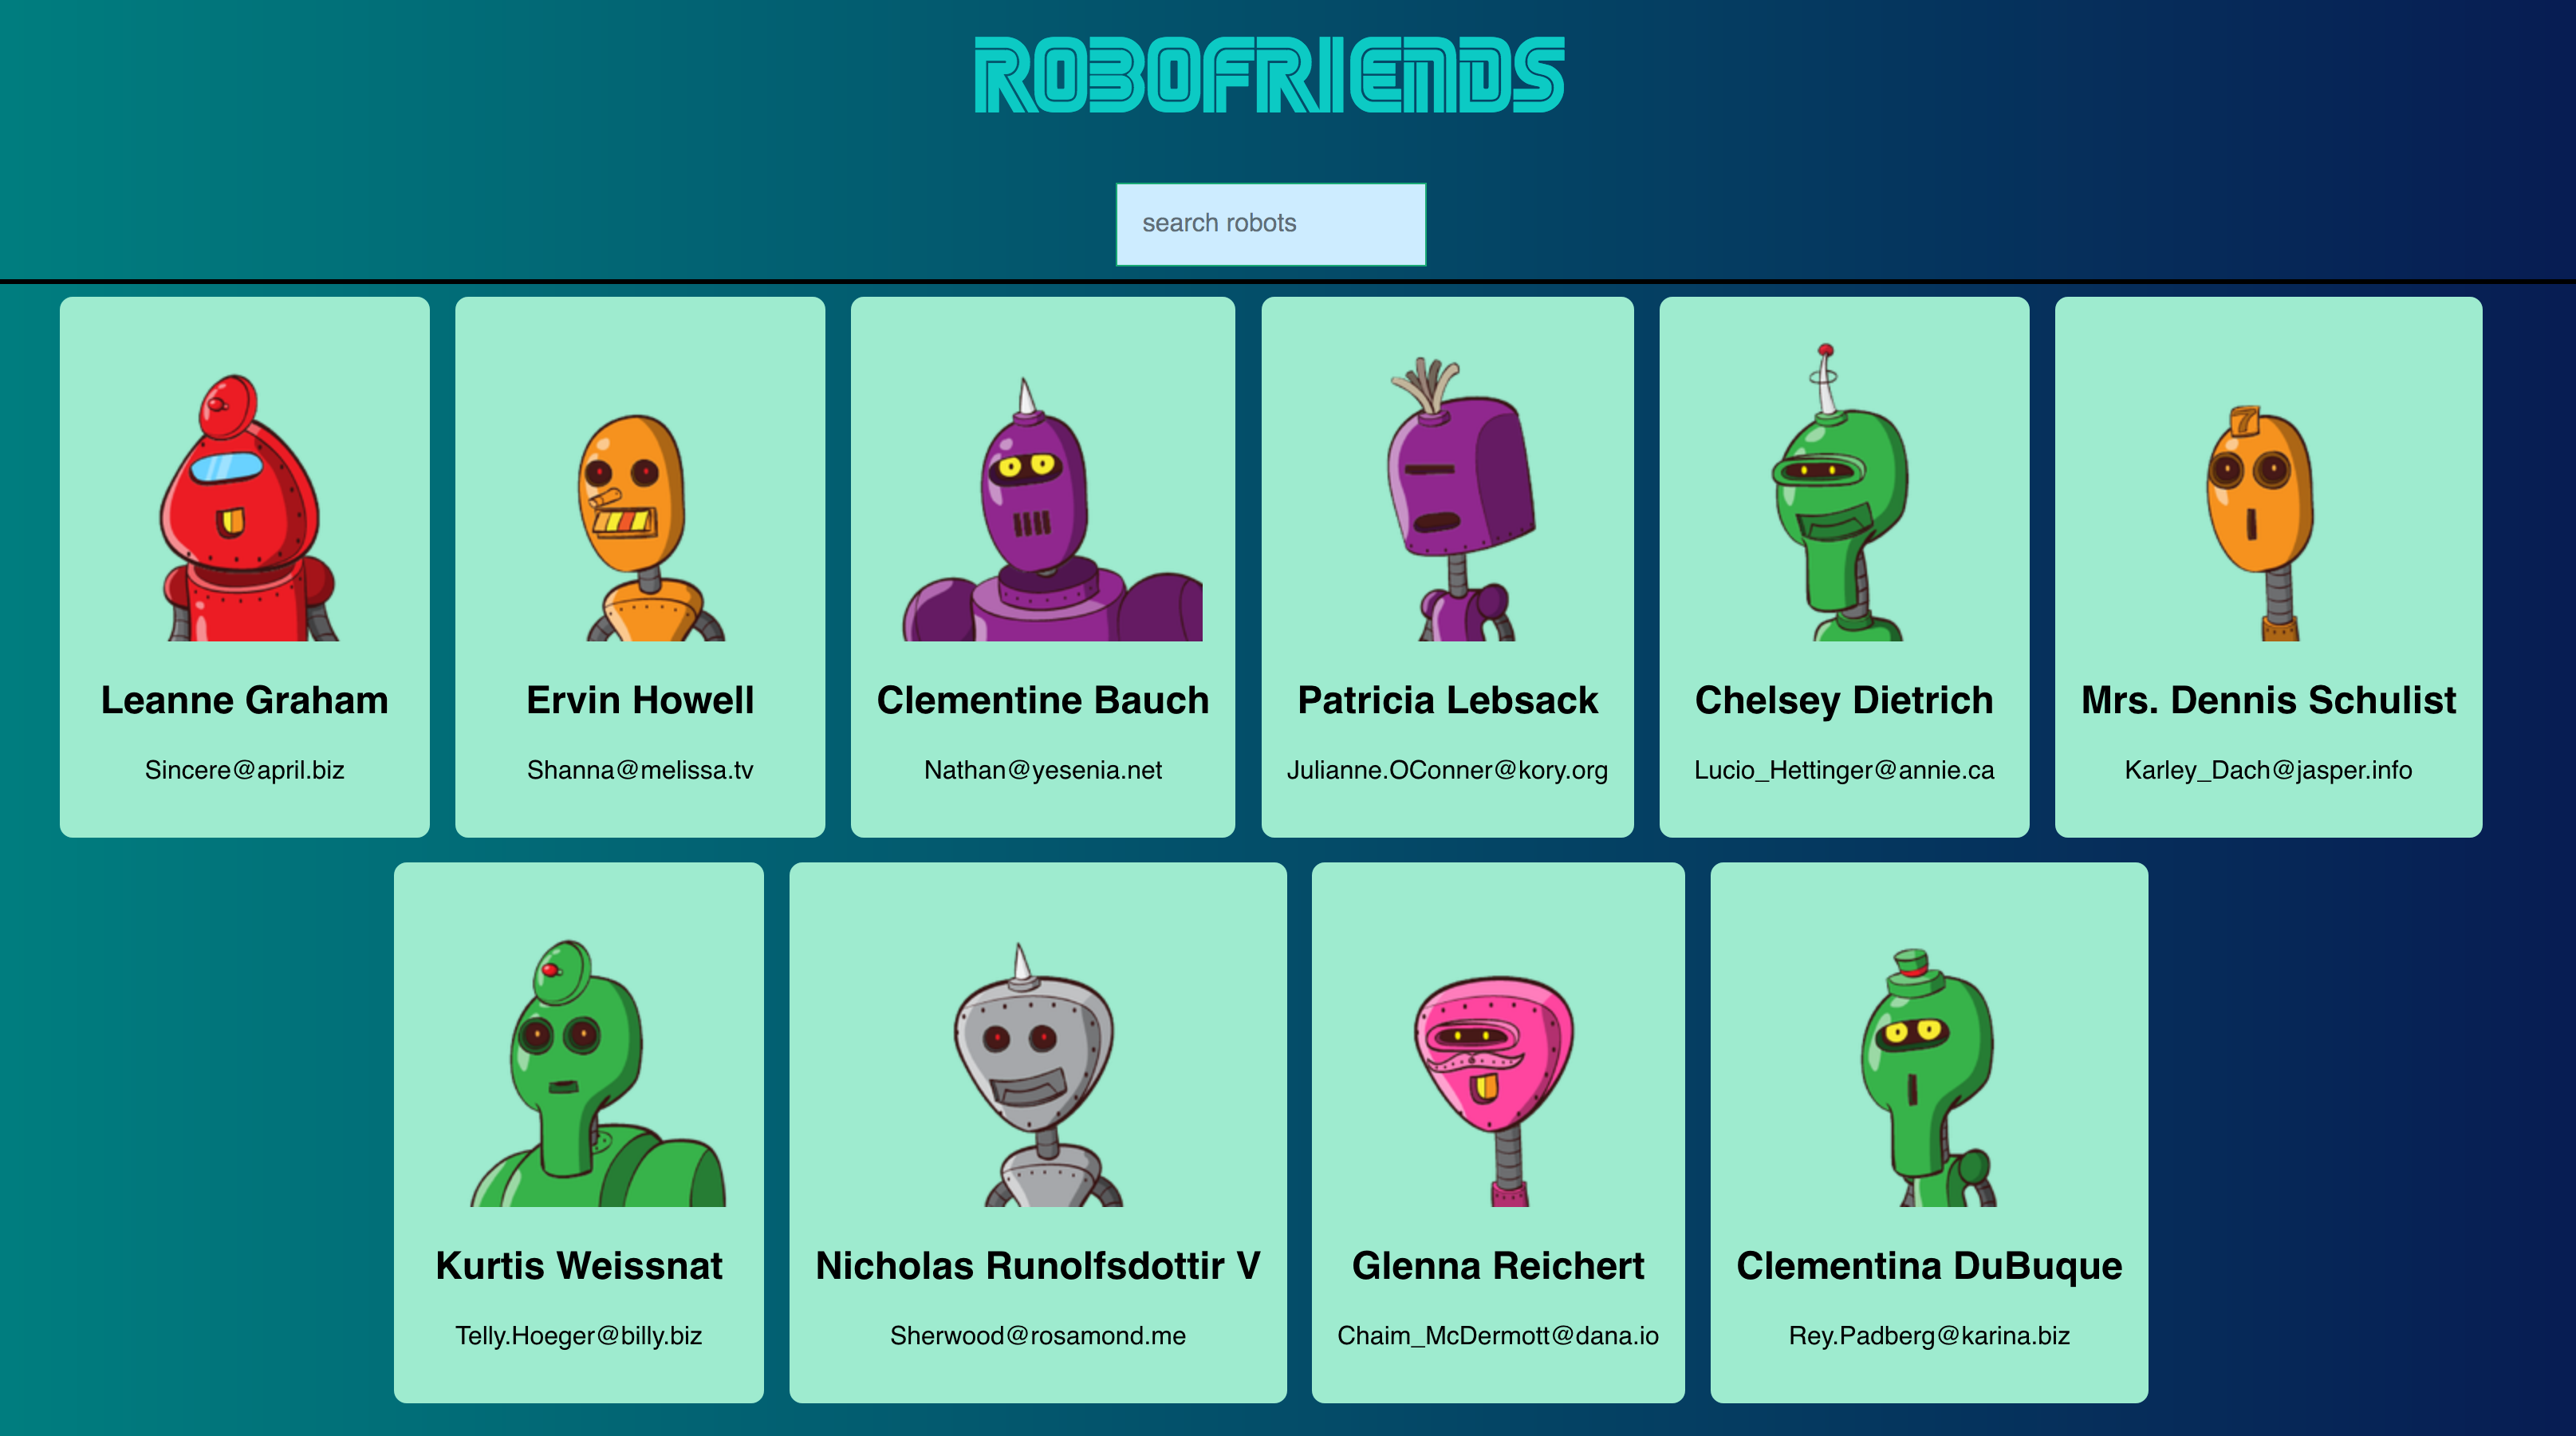 ROBOFRIENDS
search robots
7
Leanne Graham
Sincere@april.biz
Ervin Howell
Shanna@melissa.tv
Clementine Bauch
Nathan@yesenia.net
Patricia Lebsack
Julianne.OConner@kory.org
Chelsey Dietrich
Lucio_Hettinger@annie.ca
Mrs. Dennis Schulist
Karley_Dach@jasper.info
Kurtis Weissnat
Telly.Hoeger@billy.biz
Nicholas Runolfsdottir V
Sherwood@rosamond.me
Glenna Reichert
Chaim_McDermott@dana.io
Clementina DuBuque
Rey.Padberg@karina.biz